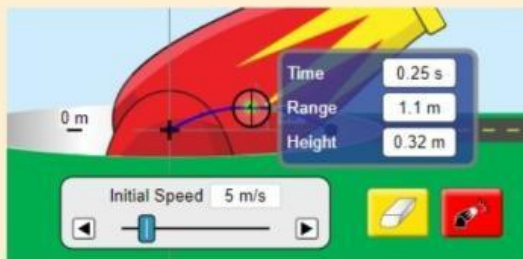 Time 0.25 s
0 m
Range 1.1 m
Height 0.32 m
Initial Speed 5 m/s